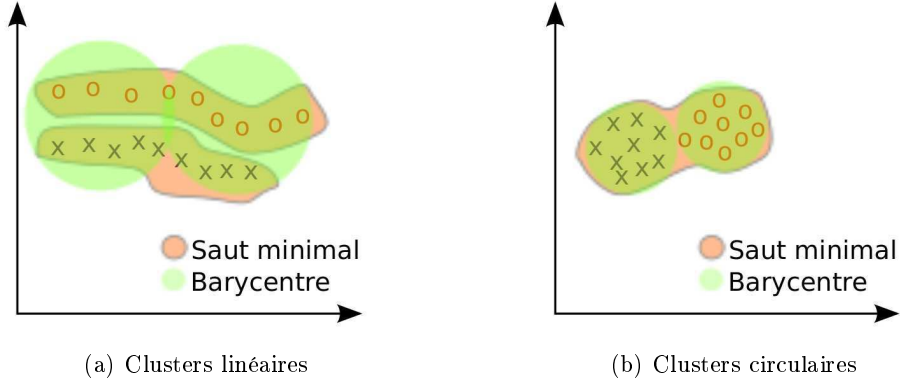 Saut minimal
Barycentre
(a) Clusters linéaires
Saut minimal
Barycentre
(b) Clusters circulaires